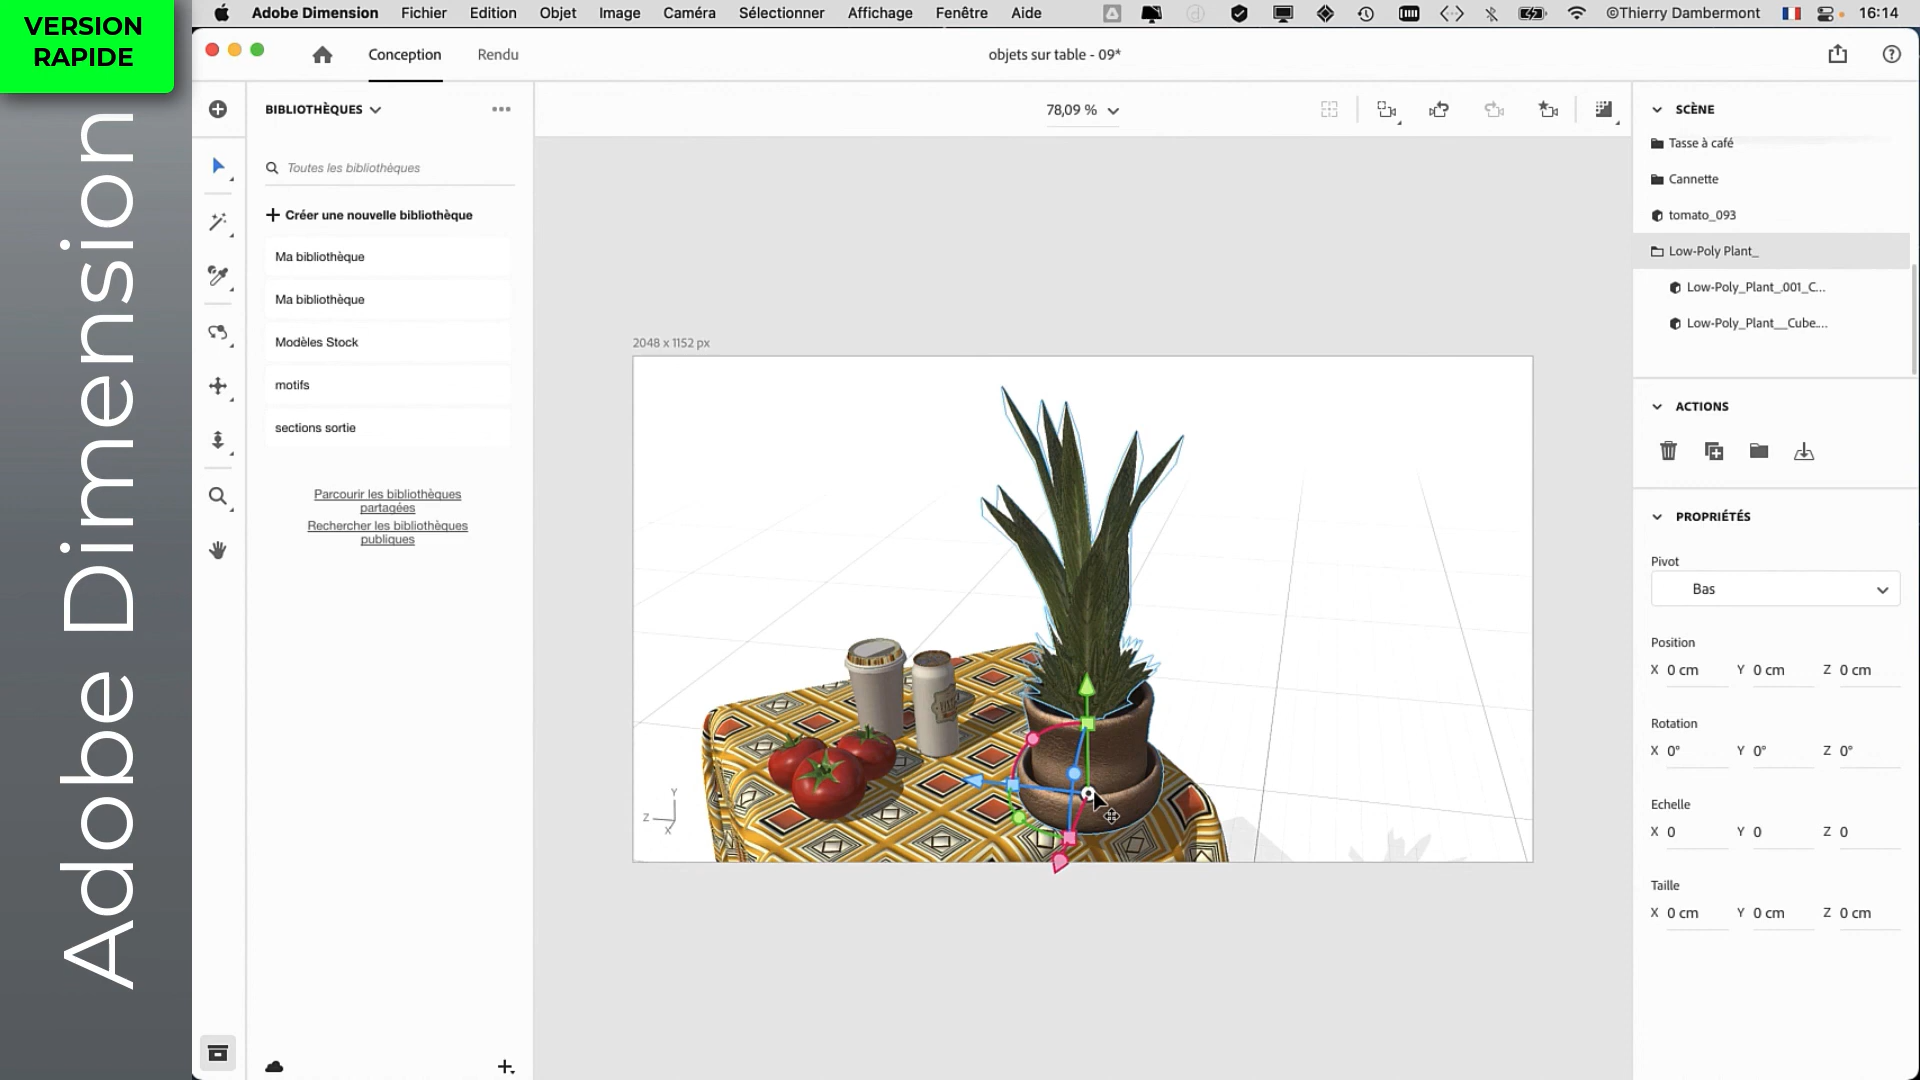 VERSION
RAPIDE
Adobe Dimension
Adobe Dimension Fichier Edition Objet Image Caméra Sélectionner Affichage Fenêtre Aide ©Thierry Dambermont 16:14
Conception Rendu objets sur table - 09*
BIBLIOTHÈQUES
78,09 %
Toutes les bibliothèques
Créer une nouvelle bibliothèque
Ma bibliothèque
Ma bibliothèque
Modèles Stock
motifs
sections sortie
Parcourir les bibliothèques
partagées
Rechercher les bibliothèques
publiques
2048 x 1152 px
Y
Z
X
SCÈNE
Tasse à café
Cannette
tomato_093
Low-Poly Plant_
Low-Poly_Plant_.001_C...
Low-Poly_Plant__Cube....
ACTIONS
PROPRIÉTÉS
Pivot
Bas
Position
X 0 cm Y 0 cm Z 0 cm
Rotation
X 0° Y 0° Z 0°
Echelle
X 0 Y 0 Z 0
Taille
X 0 cm Y 0 cm Z 0 cm